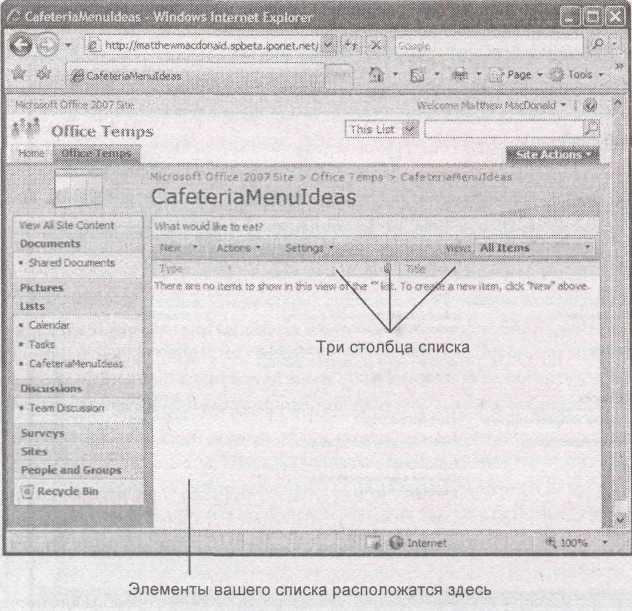 CafeteriaMenuIdeas - Windows Internet Explorer
http://matthewmacdonald.spbeta.iponet.net/
Google
CafeteriaMenuIdeas
Page
Tools
Microsoft Office 2007 Site
Welcome Matthew MacDonald
Office Temps
This List
Home
Office Temps
Site Actions
Microsoft Office 2007 Site > Office Temps > CafeteriaMenuIdeas
CafeteriaMenuIdeas
View All Site Content
What would like to eat?
Documents
New
Actions
Settings
View: All Items
Shared Documents
Type
Title
There are no items to show in this view of the "" list. To create a new item, click "New" above.
Pictures
Lists
Calendar
Tasks
CafeteriaMenuIdeas
Три столбца списка
Discussions
Team Discussion
Surveys
Sites
People and Groups
Recycle Bin
Internet
100%
Элементы вашего списка расположатся здесь